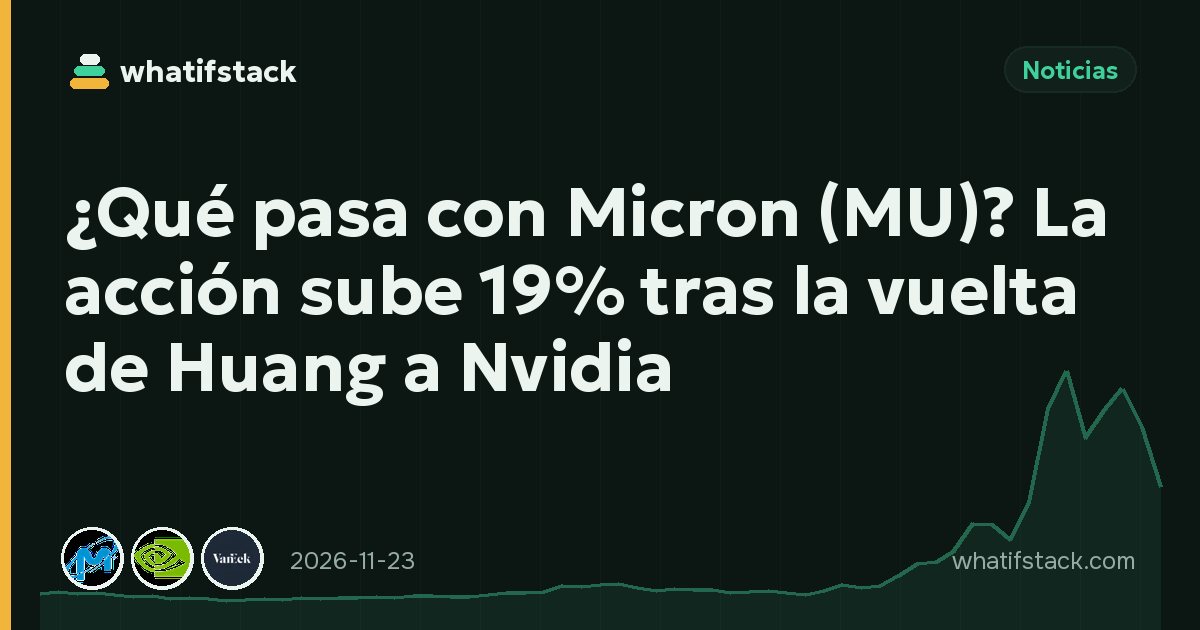 whatifstack
Noticias
¿Qué pasa con Micron (MU)? La
acción sube 19% tras la vuelta
de Huang a Nvidia
VanEck
2026-11-23
whatifstack.com